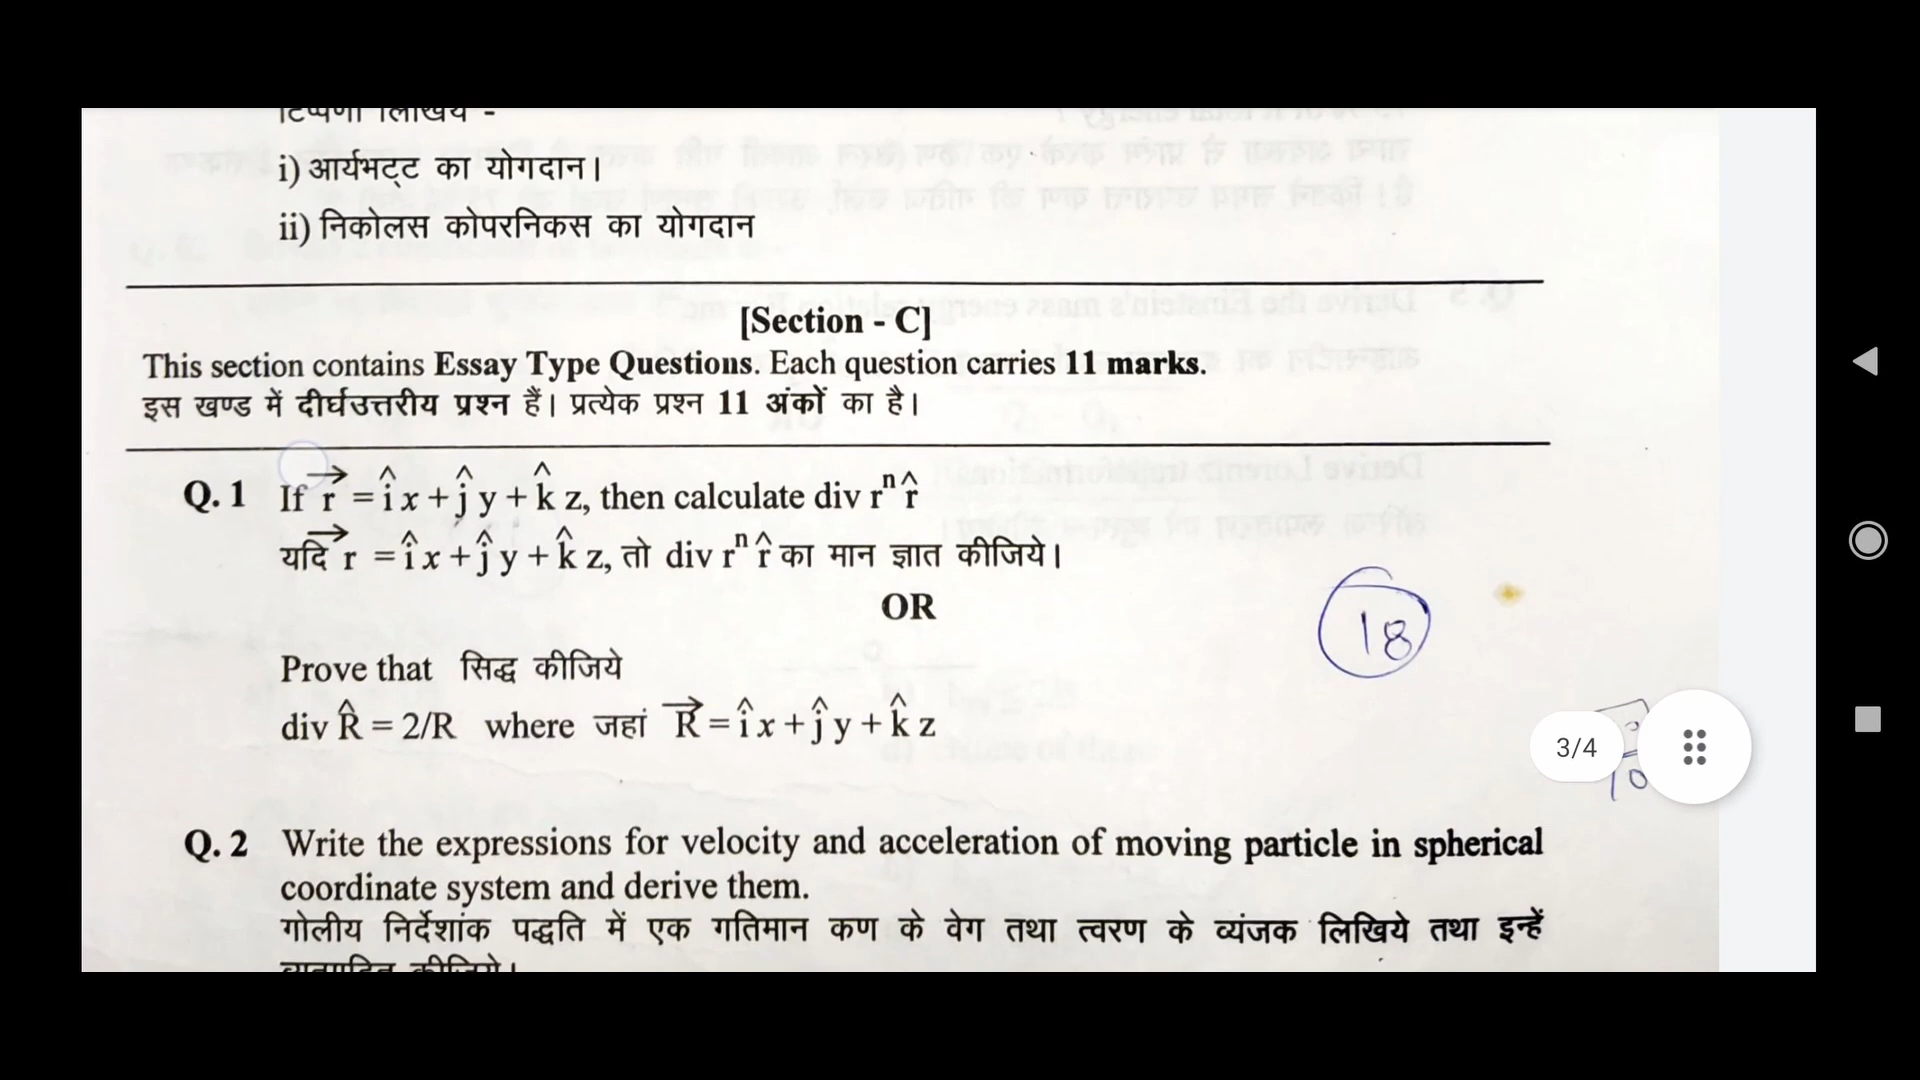 टिप्पणी लिखिये -
i) आर्यभट्ट का योगदान।
ii) निकोलस कोपरनिकस का योगदान
[Section - C]
This section contains Essay Type Questions. Each question carries 11 marks.
इस खण्ड में दीर्घउत्तरीय प्रश्न हैं। प्रत्येक प्रश्न 11 अंकों का है।
Q. 1 If r⃗ = î x + ĵ y + k̂ z, then calculate div rⁿ r̂
यदि r⃗ = î x + ĵ y + k̂ z, तो div rⁿ r̂ का मान ज्ञात कीजिये।
OR
18
Prove that सिद्ध कीजिये
div R̂ = 2/R where जहां R⃗ = î x + ĵ y + k̂ z
3/4
10
Q. 2 Write the expressions for velocity and acceleration of moving particle in spherical
coordinate system and derive them.
गोलीय निर्देशांक पद्धति में एक गतिमान कण के वेग तथा त्वरण के व्यंजक लिखिये तथा इन्हें
कीजिये।